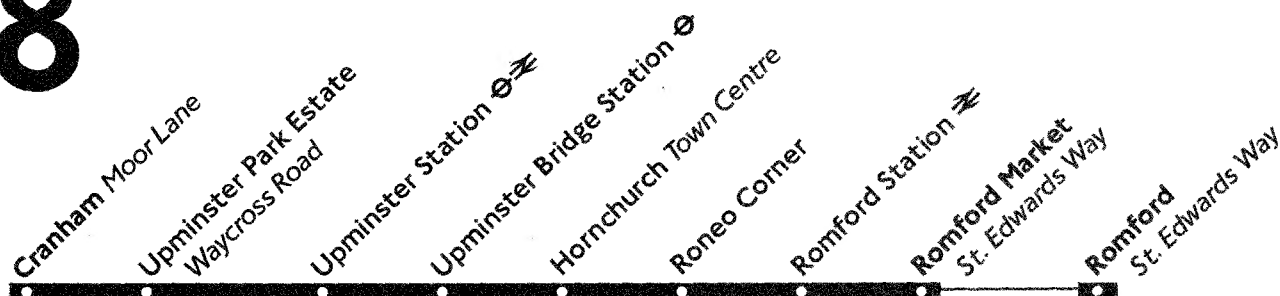 8
Cranham Moor Lane
Upminster Park Estate
Waycross Road
Upminster Station
Upminster Bridge Station
Hornchurch Town Centre
Roneo Corner
Romford Station
Romford Market
St. Edwards Way
Romford
St. Edwards Way